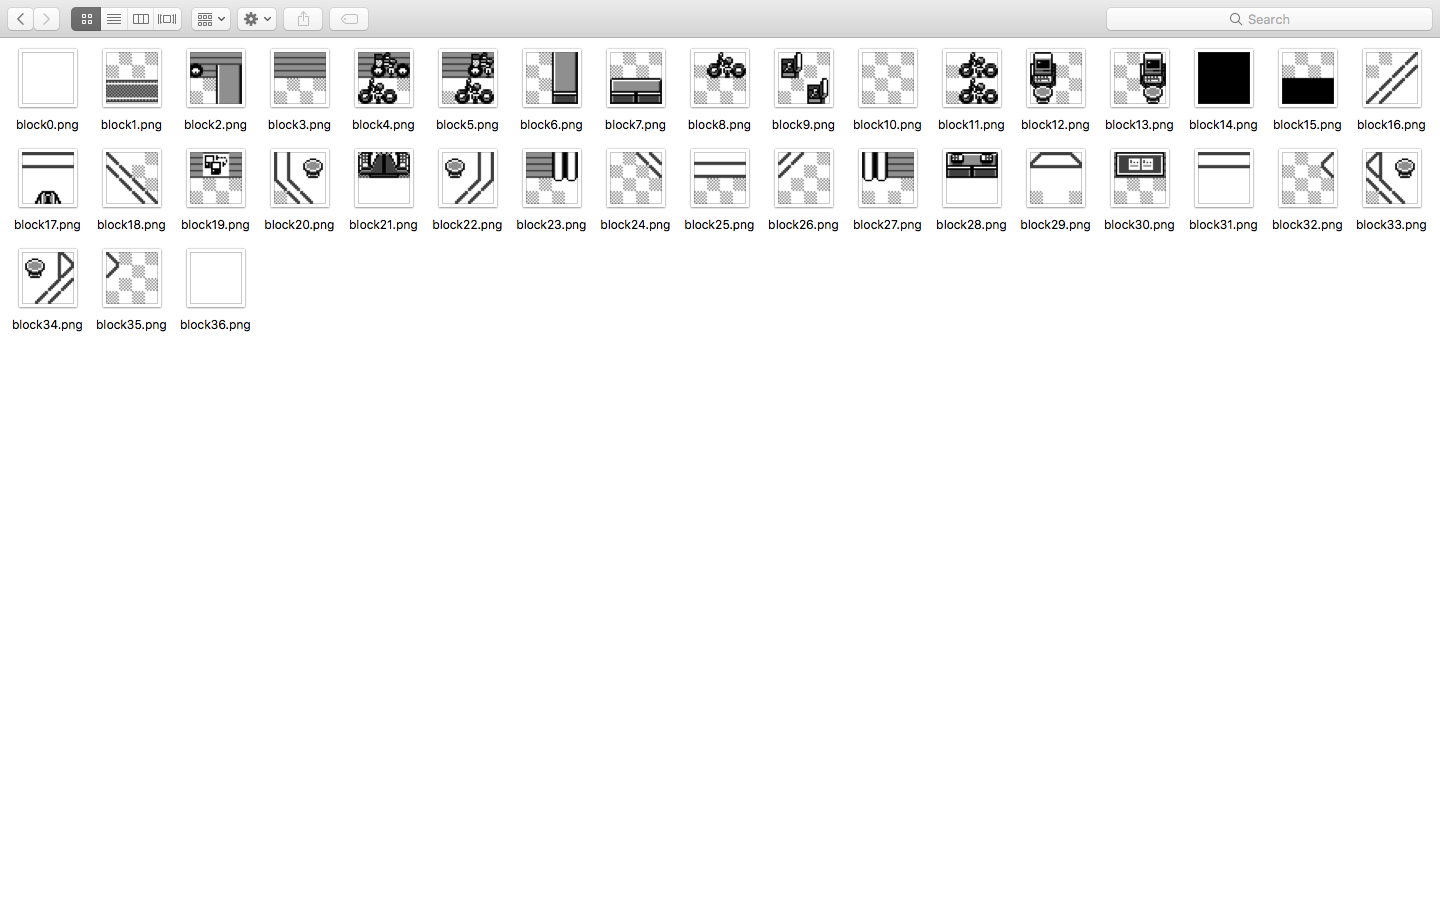 Search
block0.png block1.png block2.png block3.png block4.png block5.png block6.png block7.png block8.png block9.png block10.png block11.png block12.png block13.png block14.png block15.png block16.png
block17.png block18.png block19.png block20.png block21.png block22.png block23.png block24.png block25.png block26.png block27.png block28.png block29.png block30.png block31.png block32.png block33.png
block34.png block35.png block36.png